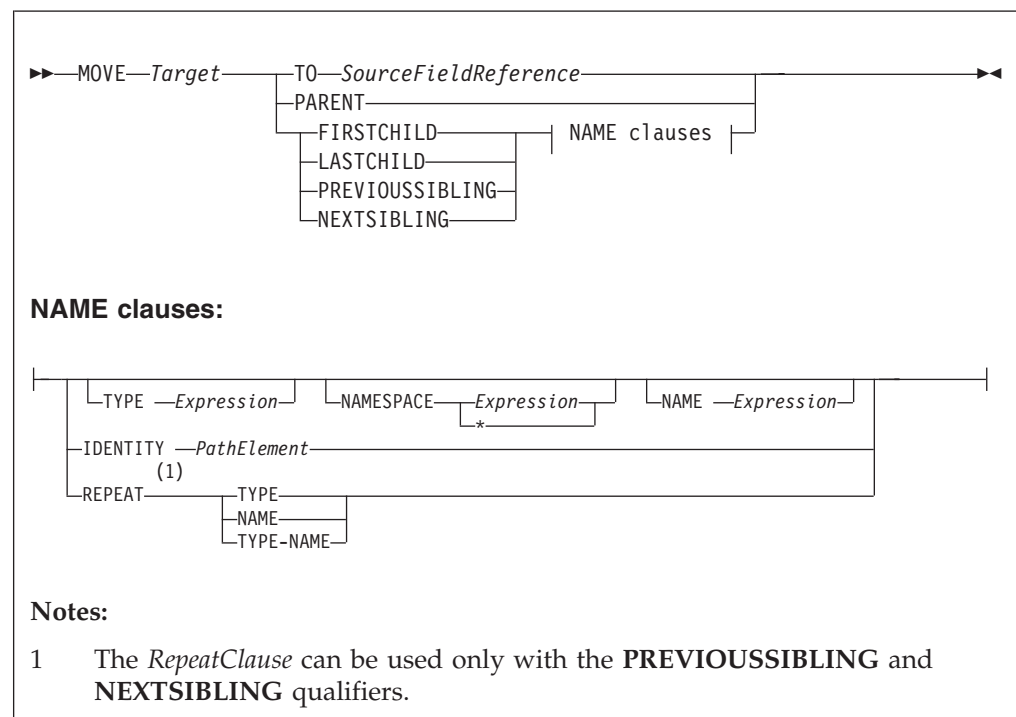 MOVE Target TO SourceFieldReference
PARENT
FIRSTCHILD NAME clauses
LASTCHILD
PREVIOUSSIBLING
NEXTSIBLING
NAME clauses:
TYPE Expression NAMESPACE Expression NAME Expression
*
IDENTITY PathElement
(1)
REPEAT TYPE
NAME
TYPE-NAME
Notes:
1 The RepeatClause can be used only with the PREVIOUSSIBLING and
NEXTSIBLING qualifiers.